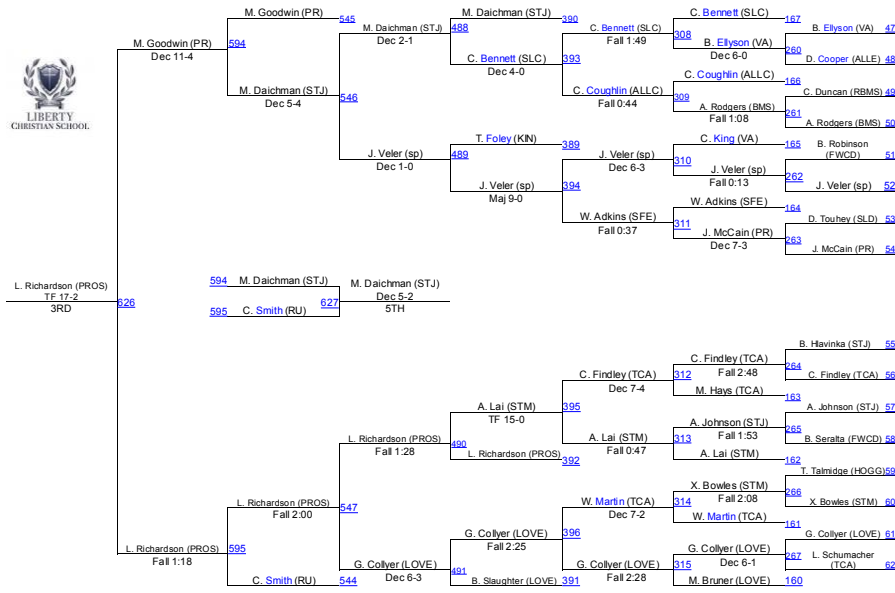 M. Goodwin (PR) 545 M. Daichman (STJ) 390 C. Bennett (SLC) 167
M. Daichman (STJ) 488 C. Bennett (SLC) 308 B. Ellyson (VA) 47
Dec 2-1 Fall 1:49
M. Goodwin (PR) 594 B. Ellyson (VA) 260
Dec 11-4 C. Bennett (SLC) 393 Dec 6-0 D. Cooper (ALLE) 48
Dec 4-0
C. Coughlin (ALLC) 166
M. Daichman (STJ) 546 C. Coughlin (ALLC) 309 C. Duncan (RBMS) 49
Dec 5-4 Fall 0:44 A. Rodgers (BMS) 261
LIBERTY Fall 1:08
CHRISTIAN SCHOOL A. Rodgers (BMS) 50
T. Foley (KIN) 389 C. King (VA) 165 B. Robinson
J. Veler (sp) 489 J. Veler (sp) 310 (FWCD) 51
Dec 1-0 Dec 6-3
J. Veler (sp) 262
J. Veler (sp) 394 Fall 0:13 J. Veler (sp) 52
Maj 9-0
W. Adkins (SFE) 164
W. Adkins (SFE) 311 D. Touhey (SLD) 53
Fall 0:37 J. McCain (PR) 263
Dec 7-3 J. McCain (PR) 54
594 M. Daichman (STJ) M. Daichman (STJ)
L. Richardson (PROS)
TF 17-2 627 Dec 5-2
626
3RD 595 C. Smith (RU) 5TH
B. Hlavinka (STJ) 55
C. Findley (TCA) 264
C. Findley (TCA) 312 Fall 2:48 C. Findley (TCA) 56
Dec 7-4
M. Hays (TCA) 163
A. Lai (STM) 395 A. Johnson (STJ) 57
TF 15-0
A. Johnson (STJ) 265
L. Richardson (PROS) 490 A. Lai (STM) 313 Fall 1:53 B. Seralta (FWCD) 58
Fall 1:28 Fall 0:47
L. Richardson (PROS) 392 A. Lai (STM) 162
T. Talmidge (HOGG) 59
X. Bowles (STM) 266
L. Richardson (PROS) 547 W. Martin (TCA) 314 Fall 2:08 X. Bowles (STM) 60
Fall 2:00 Dec 7-2
W. Martin (TCA) 161
G. Collyer (LOVE) 396 G. Collyer (LOVE) 61
Fall 2:25
L. Richardson (PROS) 595 G. Collyer (LOVE) 267 L. Schumacher
Fall 1:18 Dec 6-1 (TCA) 62
G. Collyer (LOVE) 491 G. Collyer (LOVE) 315
C. Smith (RU) 544 Dec 6-3 B. Slaughter (LOVE) 391 Fall 2:28 M. Bruner (LOVE) 160